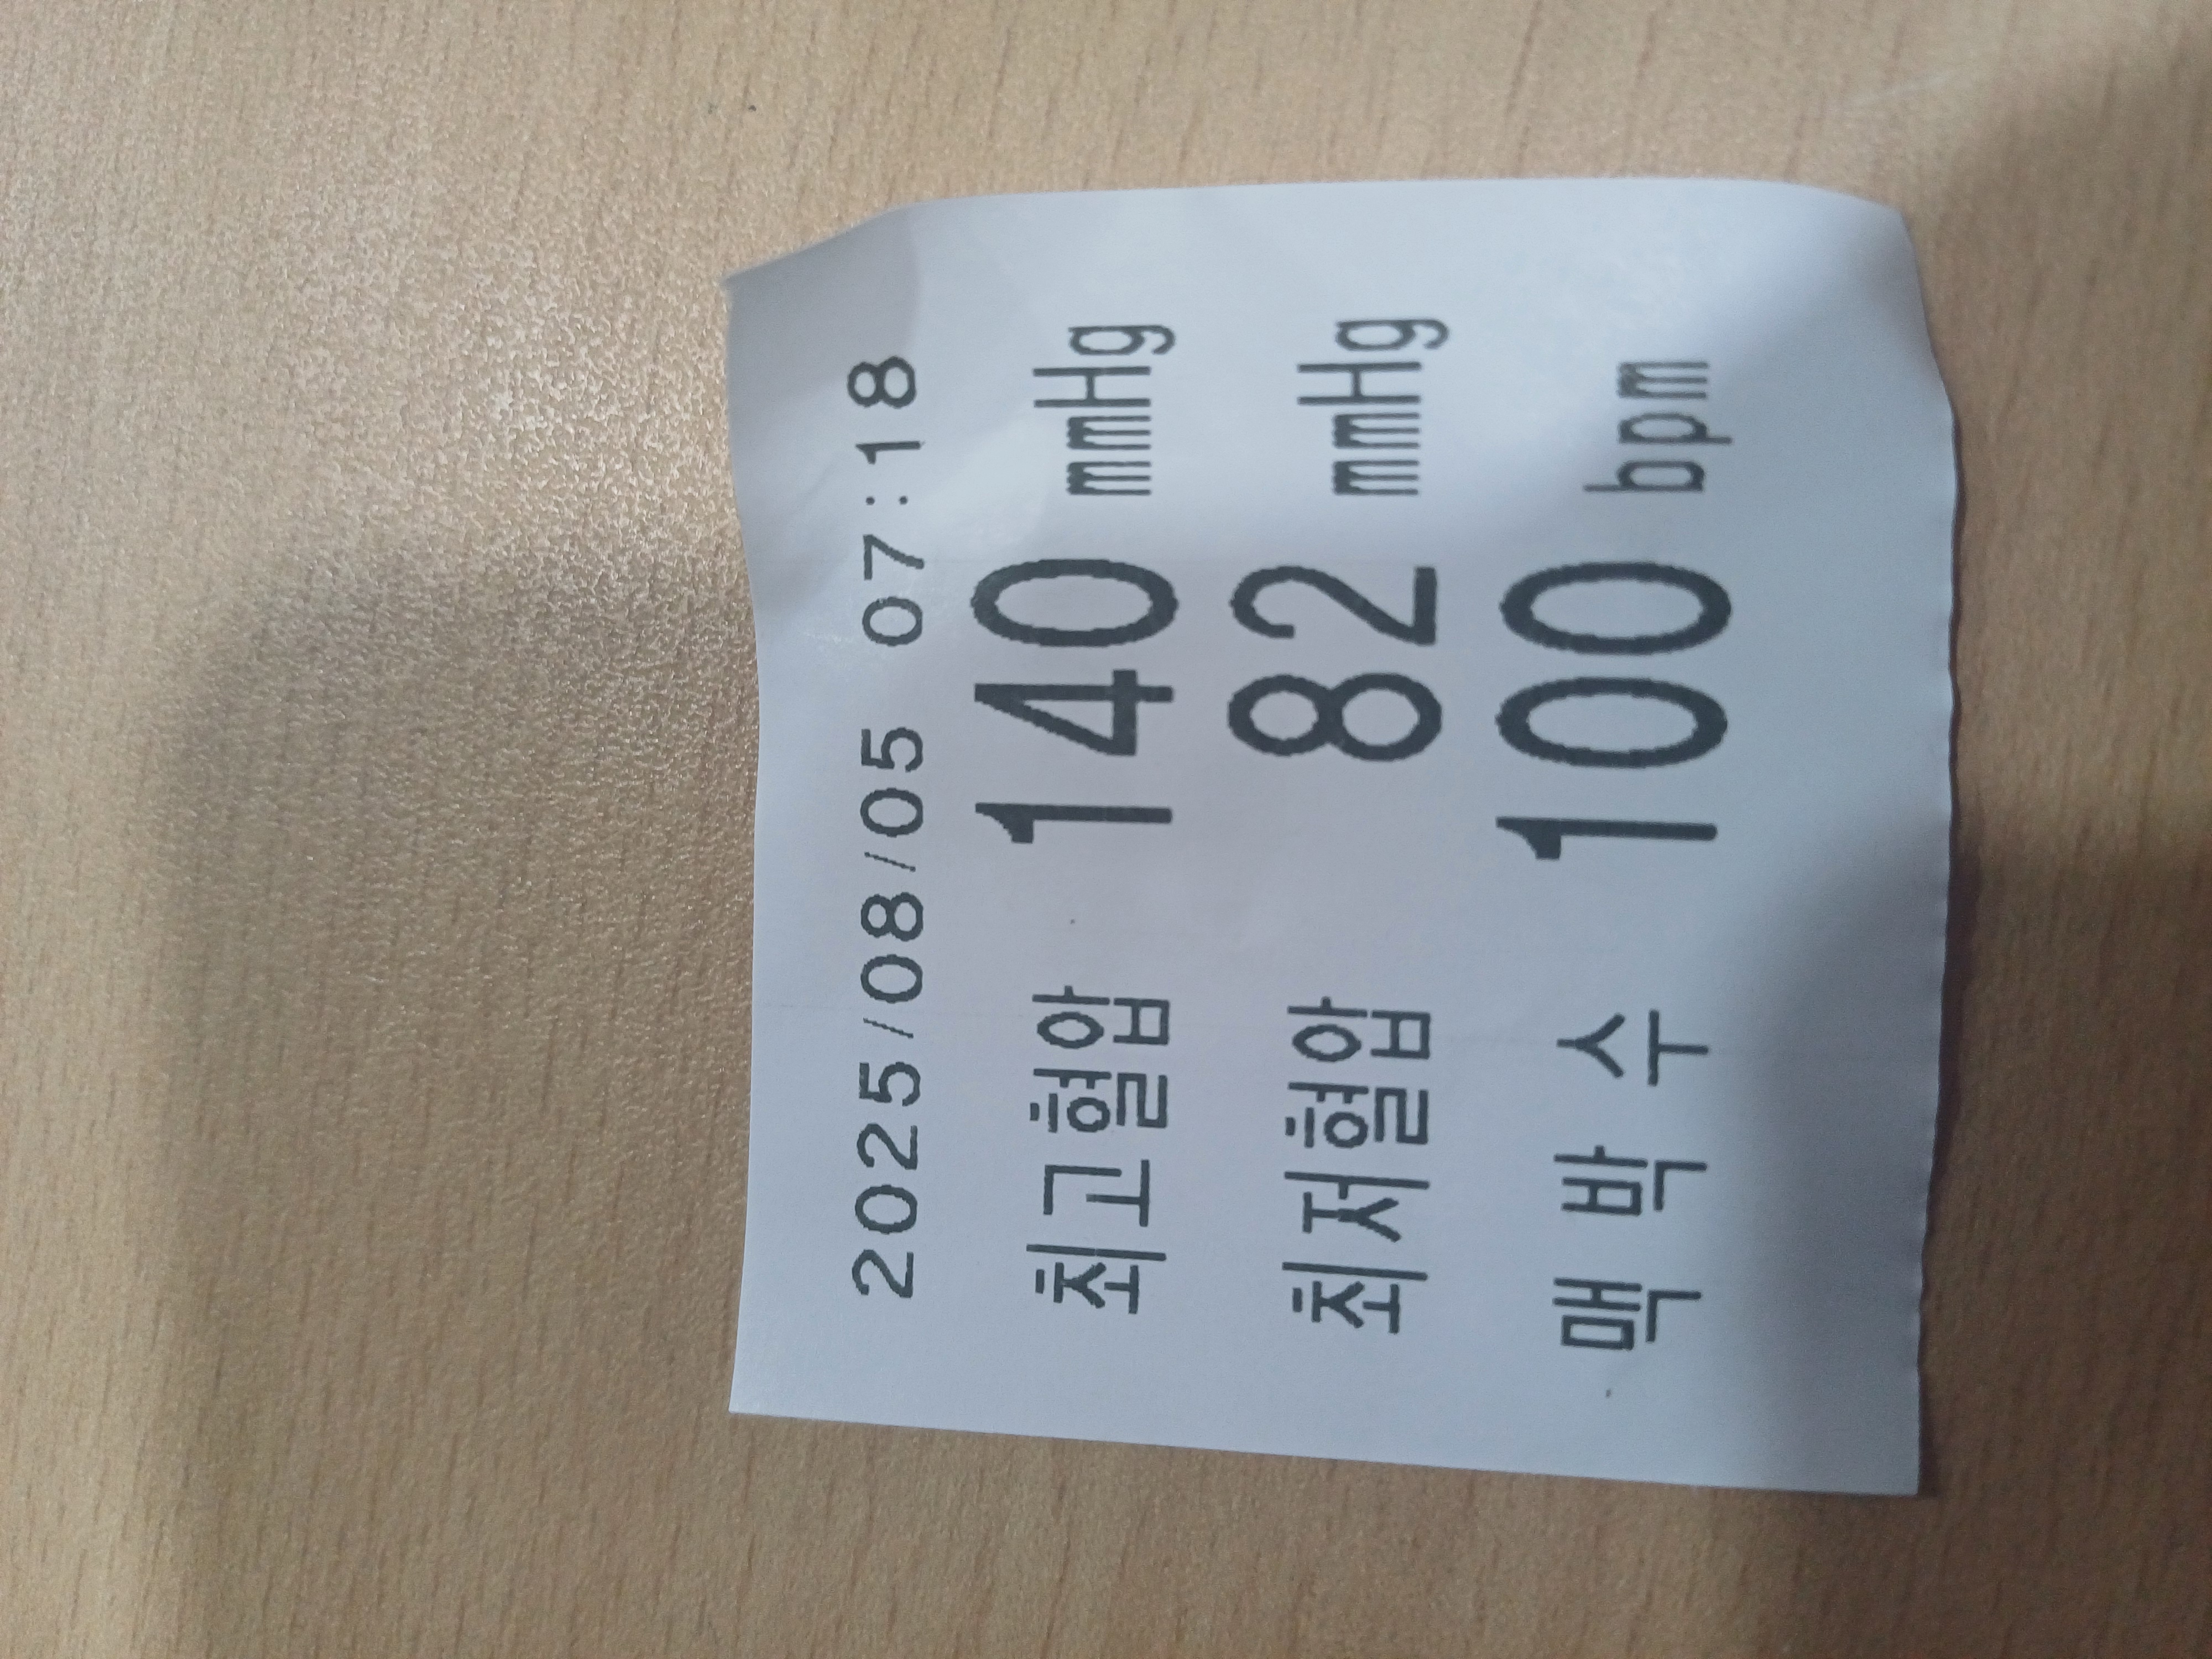 2025/08/05 07:18
최고혈압 140 mmHg
최저혈압 82 mmHg
맥 박 수 100 bpm